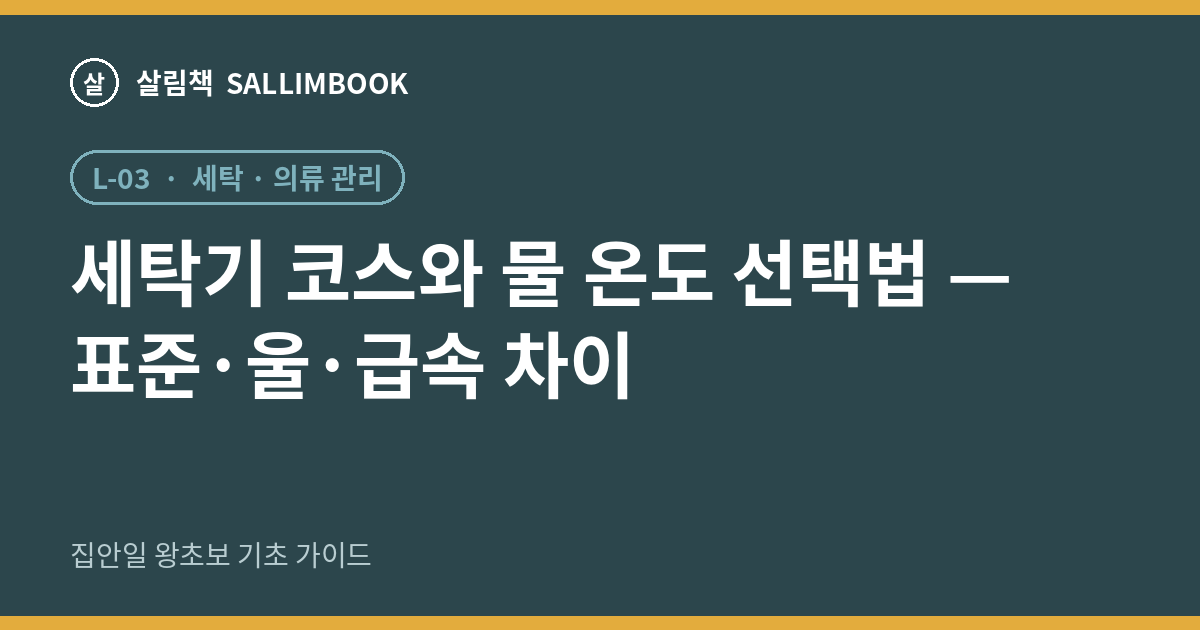 살 살림책 SALLIMBOOK
L-03 · 세탁 · 의류 관리
세탁기 코스와 물 온도 선택법 —
표준·울·급속 차이
집안일 왕초보 기초 가이드